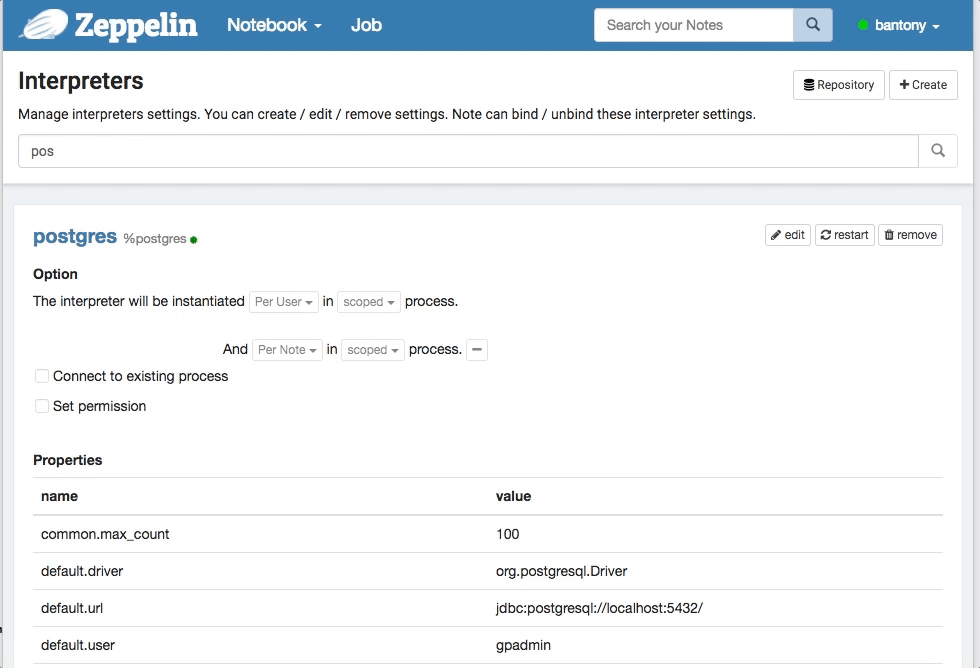 Zeppelin Notebook Job Search your Notes bantony
Interpreters Repository Create
Manage interpreters settings. You can create / edit / remove settings. Note can bind / unbind these interpreter settings.
pos
postgres %postgres edit restart remove
Option
The interpreter will be instantiated Per User in scoped process.
And Per Note in scoped process.
Connect to existing process
Set permission
Properties
name value
common.max_count 100
default.driver org.postgresql.Driver
default.url jdbc:postgresql://localhost:5432/
default.user gpadmin